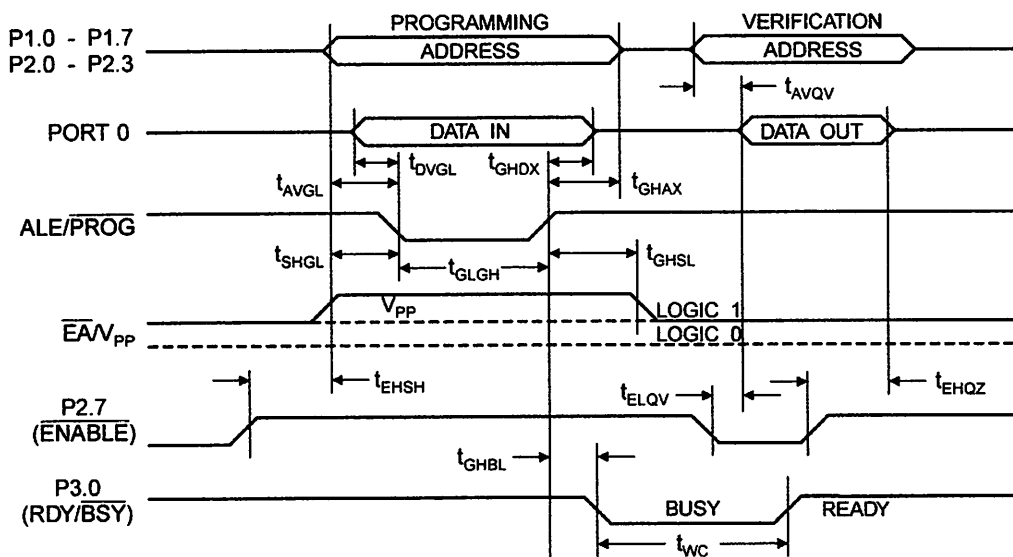 PROGRAMMING
VERIFICATION
P1.0 - P1.7
P2.0 - P2.3
ADDRESS
ADDRESS
tAVQV
PORT 0
DATA IN
DATA OUT
tDVGL
tGHDX
tAVGL
tGHAX
ALE/PROG
tSHGL
tGLGH
tGHSL
VPP
LOGIC 1
EA/VPP
LOGIC 0
tEHSH
tELQV
tEHQZ
P2.7
(ENABLE)
tGHBL
P3.0
(RDY/BSY)
BUSY
READY
tWC